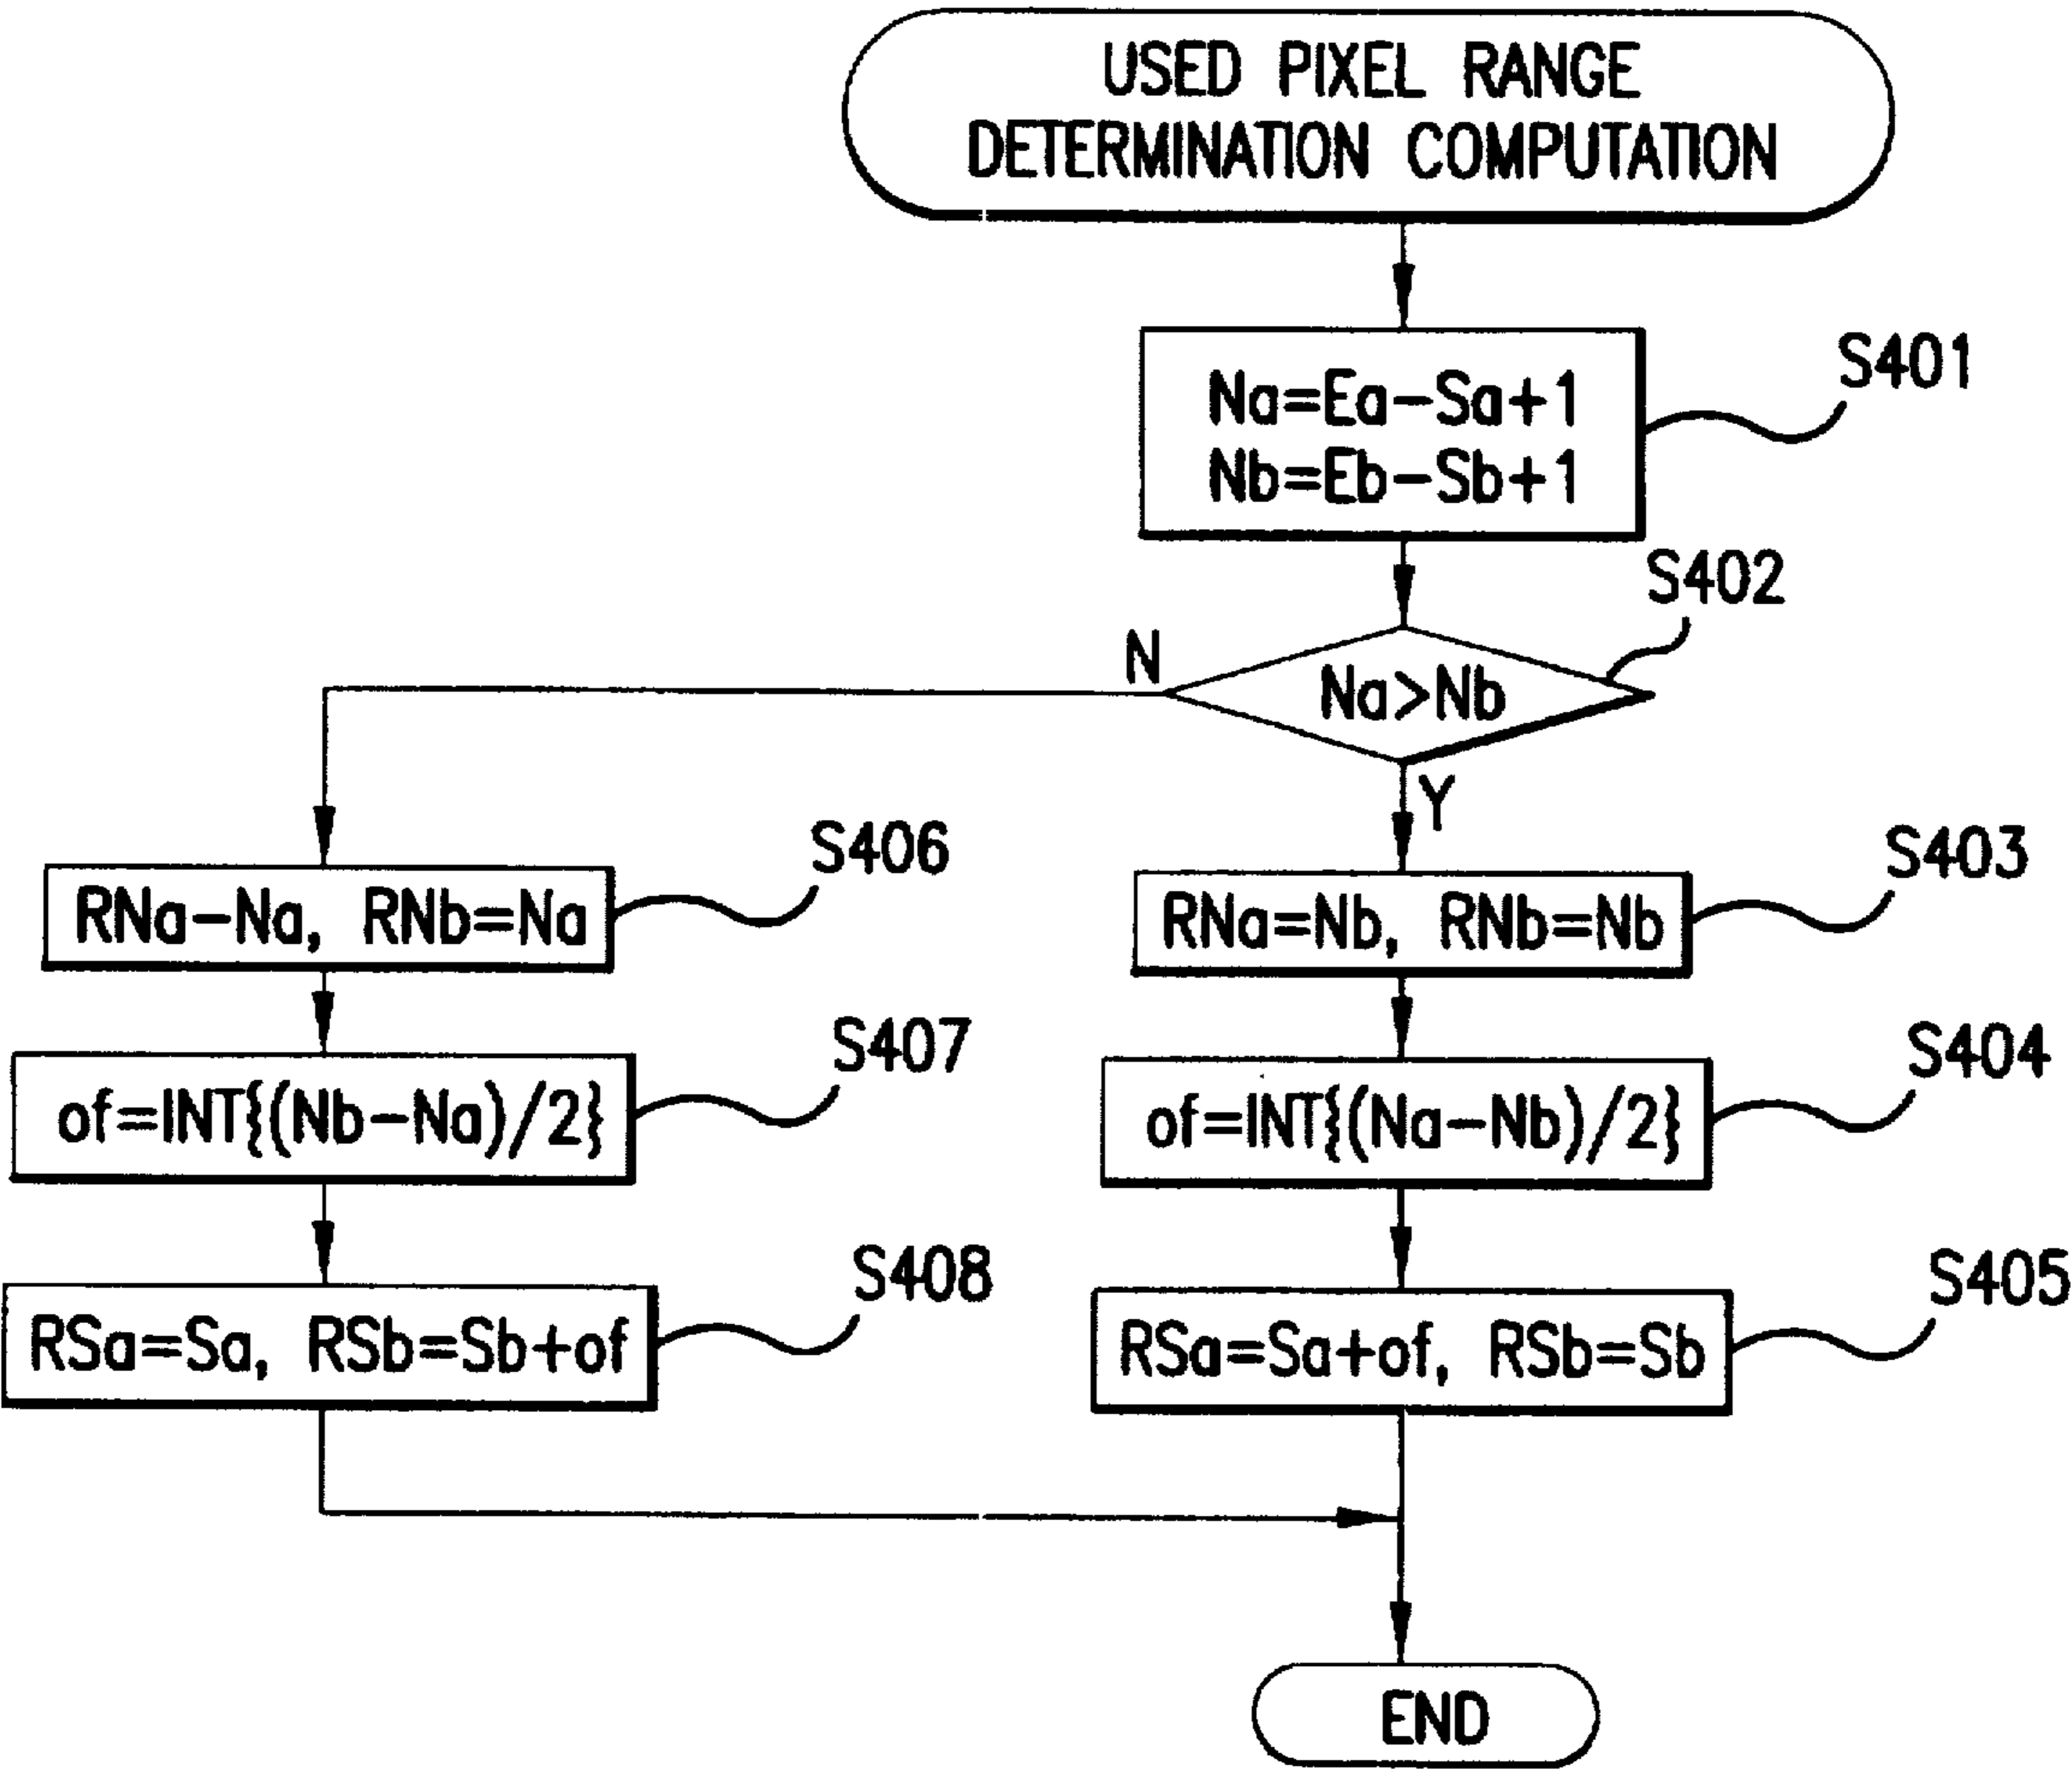 USED PIXEL RANGE
DETERMINATION COMPUTATION
S401
Na=Ea-Sa+1
Nb=Eb-Sb+1
S402
N
Na>Nb
Y
S406
RNa-Na, RNb=Na
S403
RNa=Nb, RNb=Nb
S407
of=INT{(Nb-Na)/2}
S404
of=INT{(Na-Nb)/2}
S408
RSa=Sa, RSb=Sb+of
S405
RSa=Sa+of, RSb=Sb
END